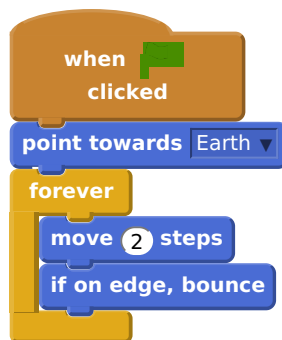 when
clicked
point towards Earth ▼
forever
move 2 steps
if on edge, bounce